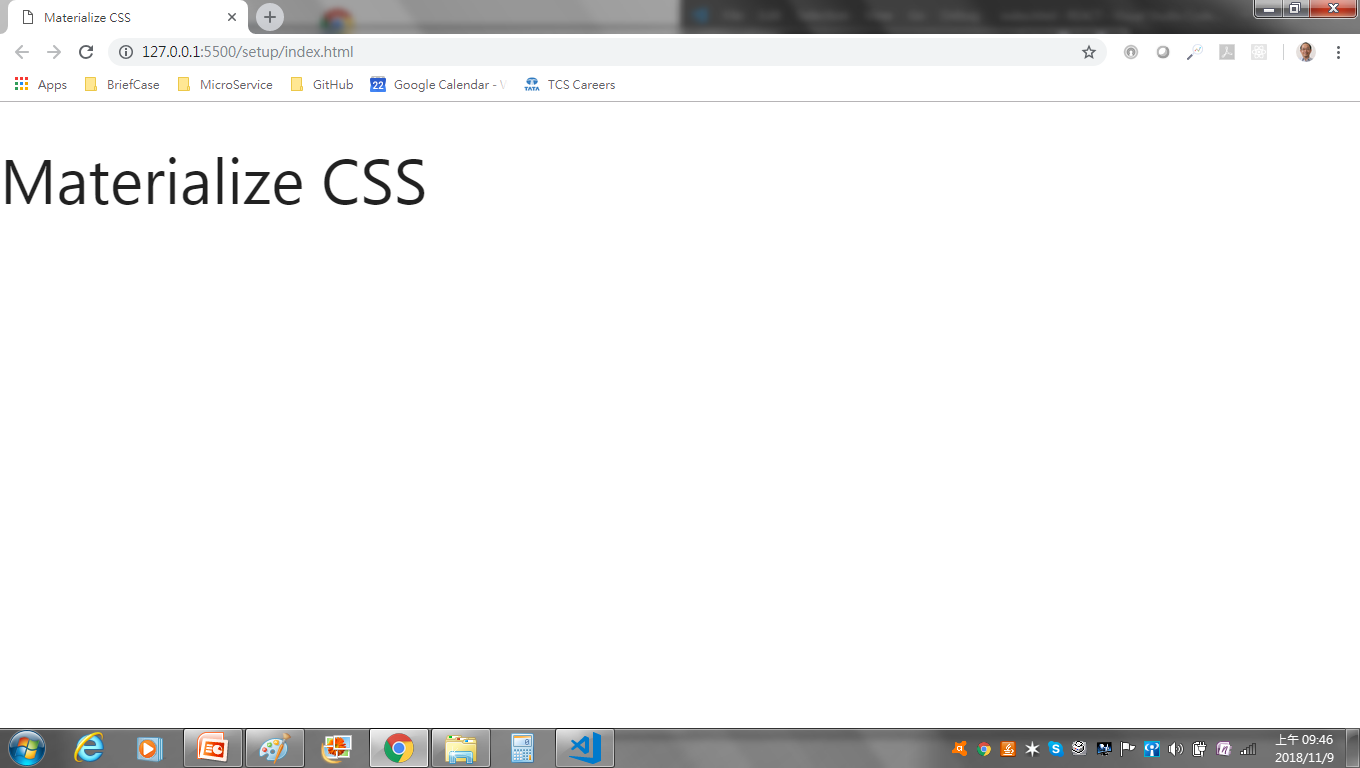 Materialize CSS
127.0.0.1:5500/setup/index.html
Apps BriefCase MicroService GitHub 22 Google Calendar - TATA TCS Careers
Materialize CSS
上午 09:46
2018/11/9